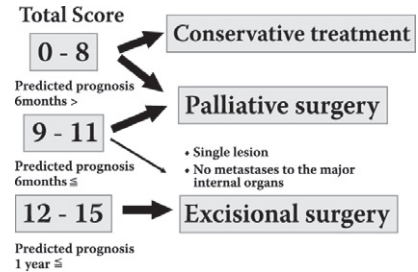 Total Score
0 - 8
Conservative treatment
Predicted prognosis
6months >
Palliative surgery
9 - 11
Predicted prognosis
6months ≦
• Single lesion
• No metastases to the major
internal organs
12 - 15
Excisional surgery
Predicted prognosis
1 year ≦